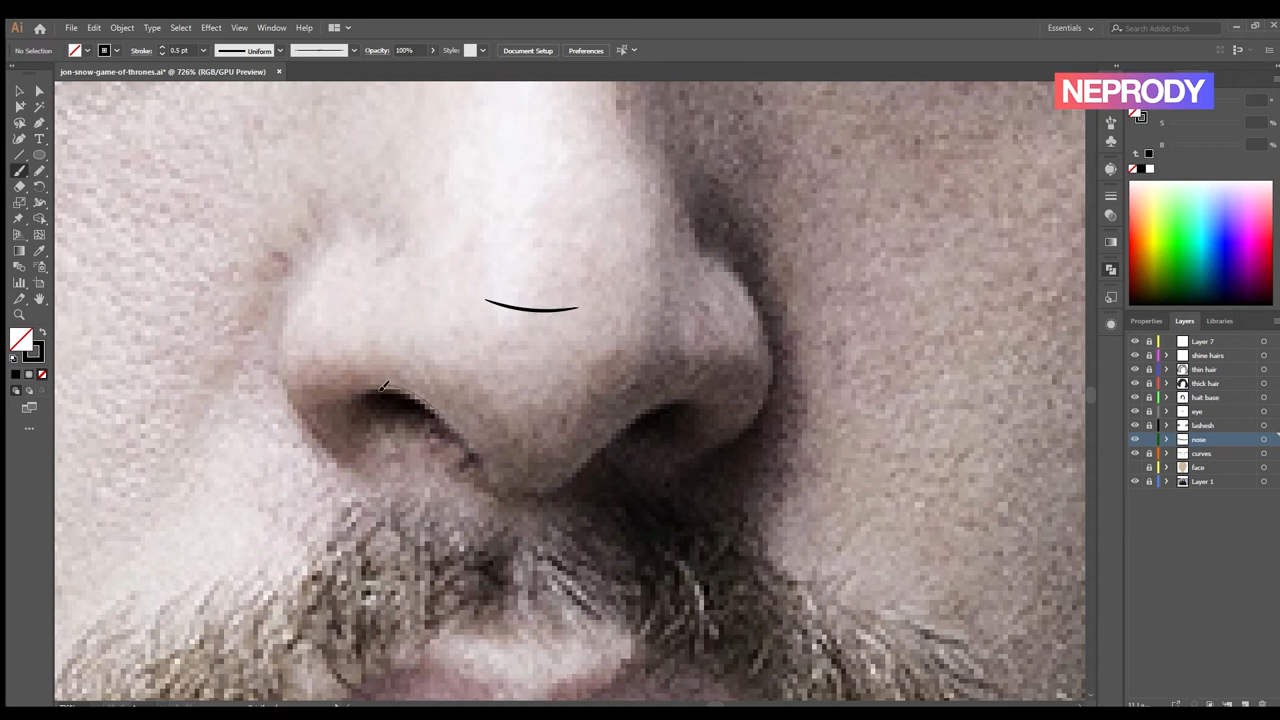 Ai File Edit Object Type Select Effect View Window Help Essentials Search Adobe Stock
No Selection Stroke: 0.5 pt Uniform Opacity: 100% Style: Document Setup Preferences
jon-snow-game-of-thrones.ai* @ 726% (RGB/GPU Preview) ×
NEPRODY
S %
B %
Properties Layers Libraries
Layer 7
shine hairs
thin hair
thick hair
hait base
eye
lashesh
nose
curves
face
Layer 1